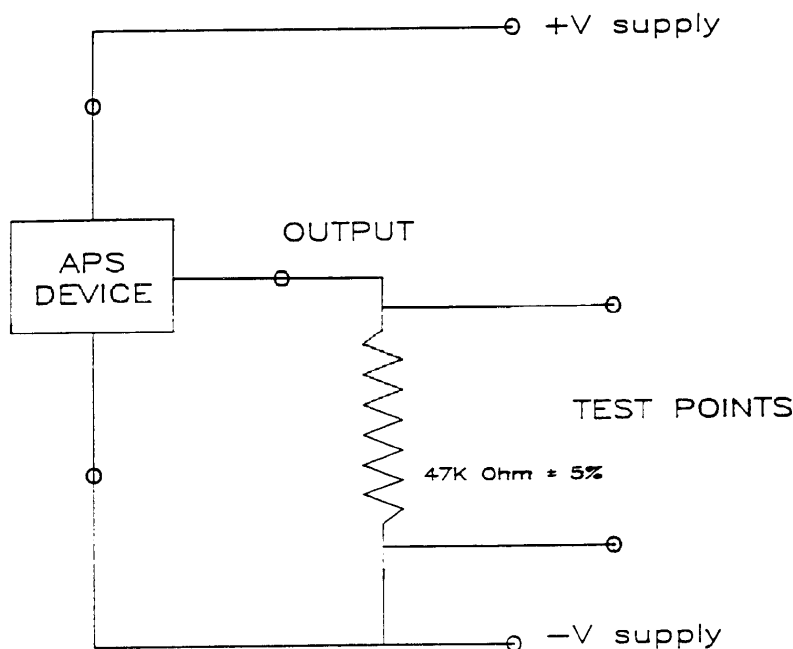 +V supply
OUTPUT
APS
DEVICE
TEST POINTS
47K Ohm ± 5%
-V supply